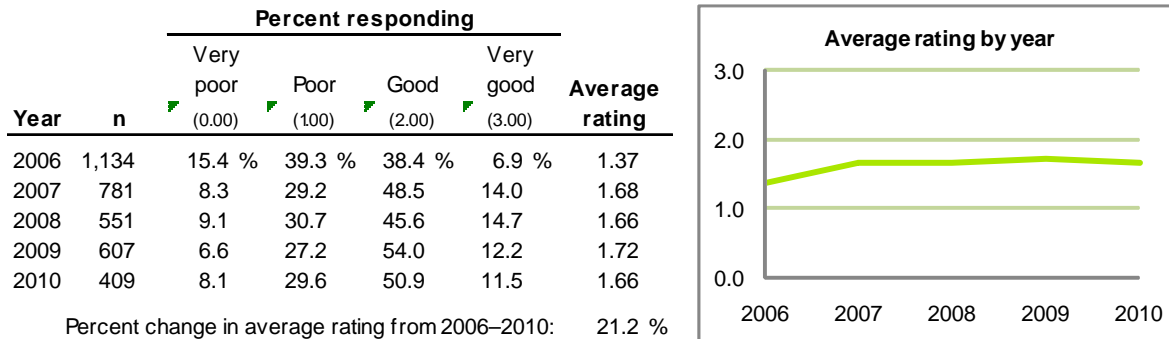 Percent responding
Very poor
Poor
Good
Very good
Average rating
Year n (0.00) (1.00) (2.00) (3.00)
2006 1,134 15.4 % 39.3 % 38.4 % 6.9 % 1.37
2007 781 8.3 29.2 48.5 14.0 1.68
2008 551 9.1 30.7 45.6 14.7 1.66
2009 607 6.6 27.2 54.0 12.2 1.72
2010 409 8.1 29.6 50.9 11.5 1.66
Percent change in average rating from 2006–2010: 21.2 %
Average rating by year
3.0
2.0
1.0
0.0
2006 2007 2008 2009 2010